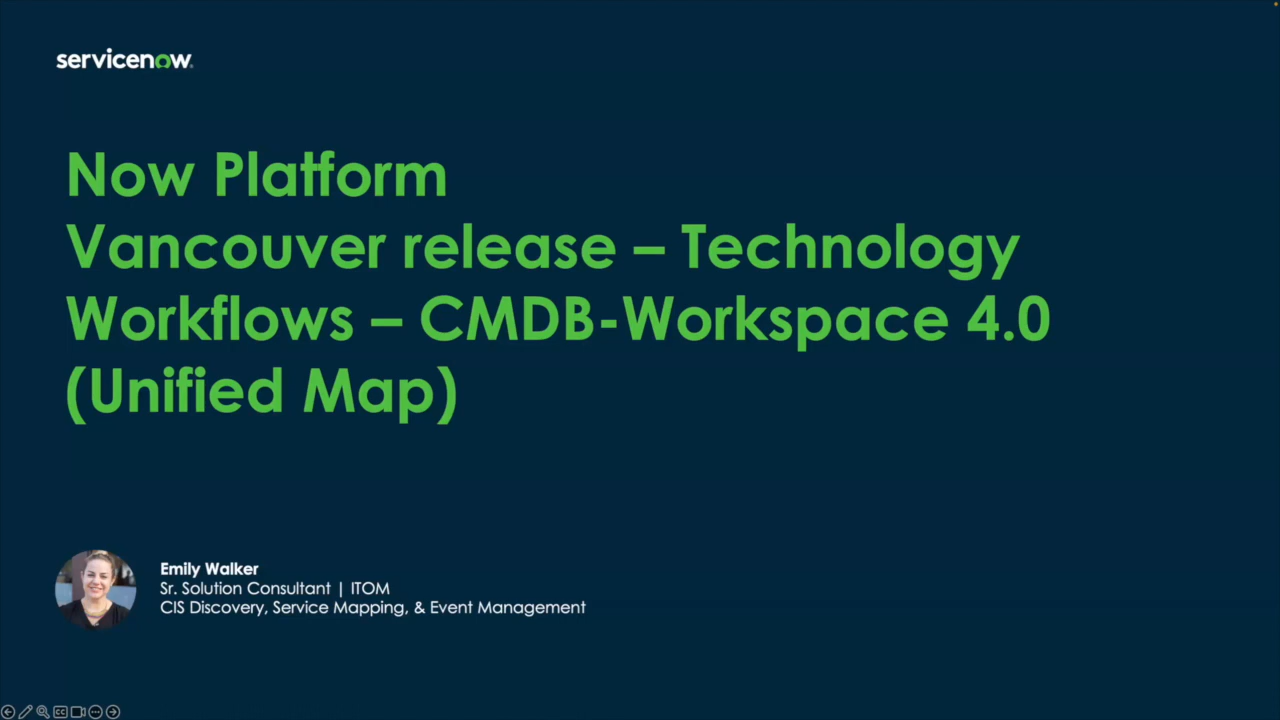 servicenow.
Now Platform
Vancouver release – Technology
Workflows – CMDB-Workspace 4.0
(Unified Map)
Emily Walker
Sr. Solution Consultant | ITOM
CIS Discovery, Service Mapping, & Event Management
CC